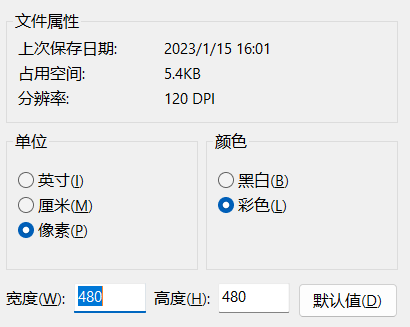 文件属性
上次保存日期: 2023/1/15 16:01
占用空间: 5.4KB
分辨率: 120 DPI
单位 颜色
英寸(I) 黑白(B)
厘米(M) 彩色(L)
像素(P)
宽度(W): 480 高度(H): 480 默认值(D)